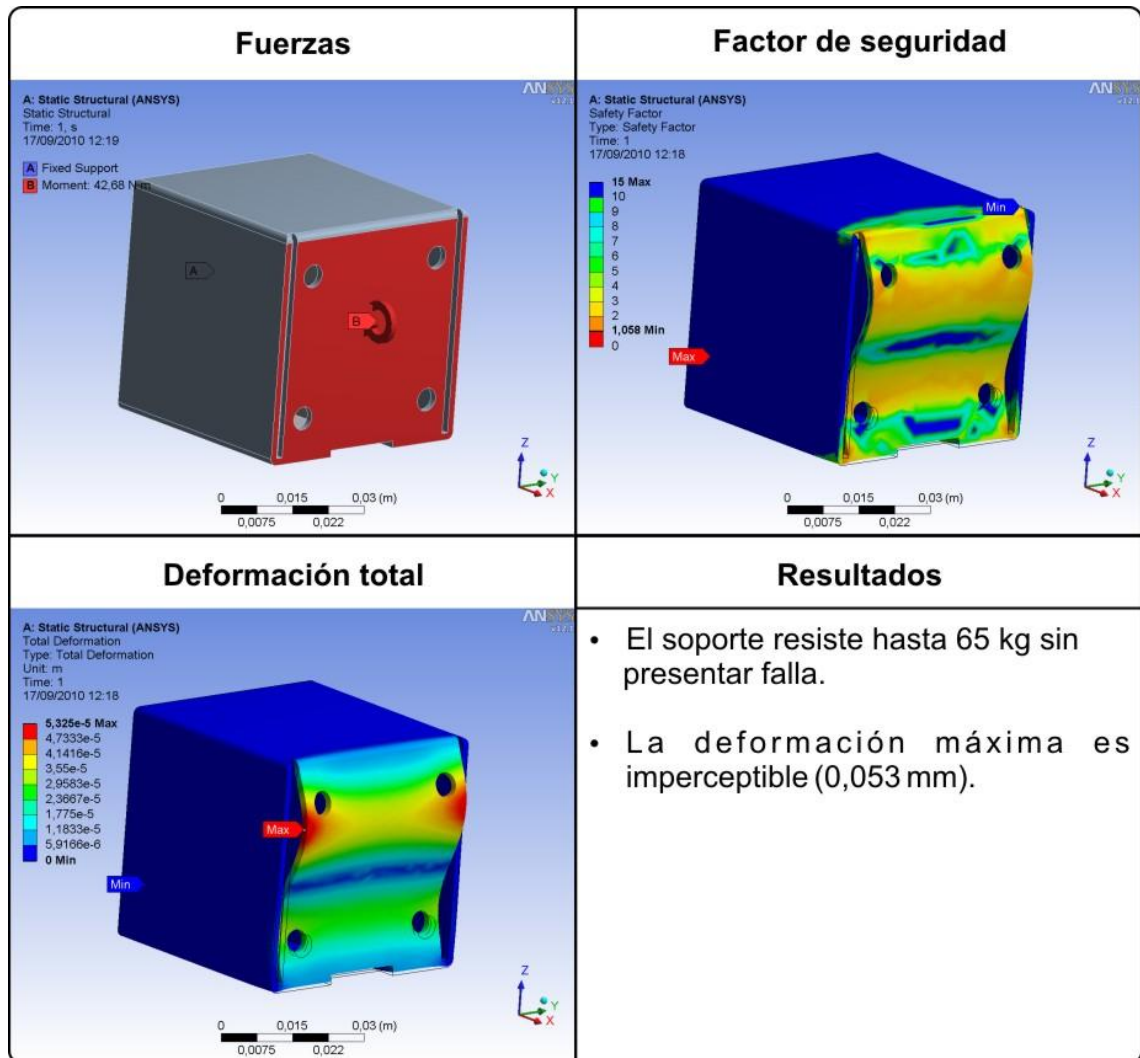 Fuerzas
A: Static Structural (ANSYS)
Static Structural
Time: 1, s
17/09/2010 12:19
A Fixed Support
B Moment: 42,68 N·m
A
B
Z
Y
X
0 0,015 0,03 (m)
0,0075 0,022
Factor de seguridad
A: Static Structural (ANSYS)
Safety Factor
Type: Safety Factor
Time: 1
17/09/2010 12:18
15 Max
10
9
8
7
6
5
4
3
2
1,058 Min
0
Min
Max
Z
Y
X
0 0,015 0,03 (m)
0,0075 0,022
Deformación total
A: Static Structural (ANSYS)
Total Deformation
Type: Total Deformation
Unit: m
Time: 1
17/09/2010 12:18
5,325e-5 Max
4,7333e-5
4,1416e-5
3,55e-5
2,9583e-5
2,3667e-5
1,775e-5
1,1833e-5
5,9166e-6
0 Min
Max
Min
Z
Y
X
0 0,015 0,03 (m)
0,0075 0,022
Resultados
• El soporte resiste hasta 65 kg sin
presentar falla.
• La deformación máxima es
imperceptible (0,053 mm).